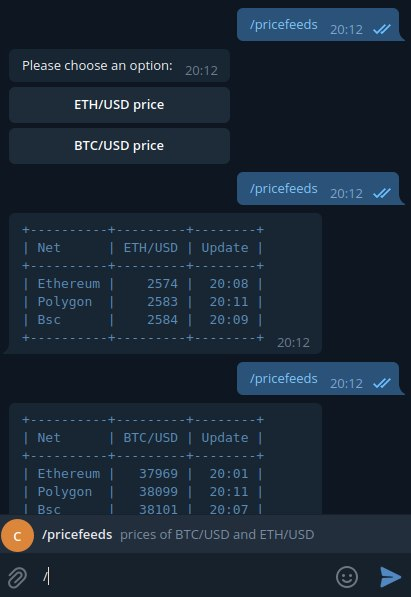 /pricefeeds 20:12
Please choose an option: 20:12
ETH/USD price
BTC/USD price
/pricefeeds 20:12
+----------+---------+--------+
| Net      | ETH/USD | Update |
+----------+---------+--------+
| Ethereum |    2574 |  20:08 |
| Polygon  |    2583 |  20:11 |
| Bsc      |    2584 |  20:09 |
+----------+---------+--------+ 20:12
/pricefeeds 20:12
+----------+---------+--------+
| Net      | BTC/USD | Update |
+----------+---------+--------+
| Ethereum |   37969 |  20:01 |
| Polygon  |   38099 |  20:11 |
| Bsc      |   38101 |  20:07 |
C /pricefeeds prices of BTC/USD and ETH/USD
/